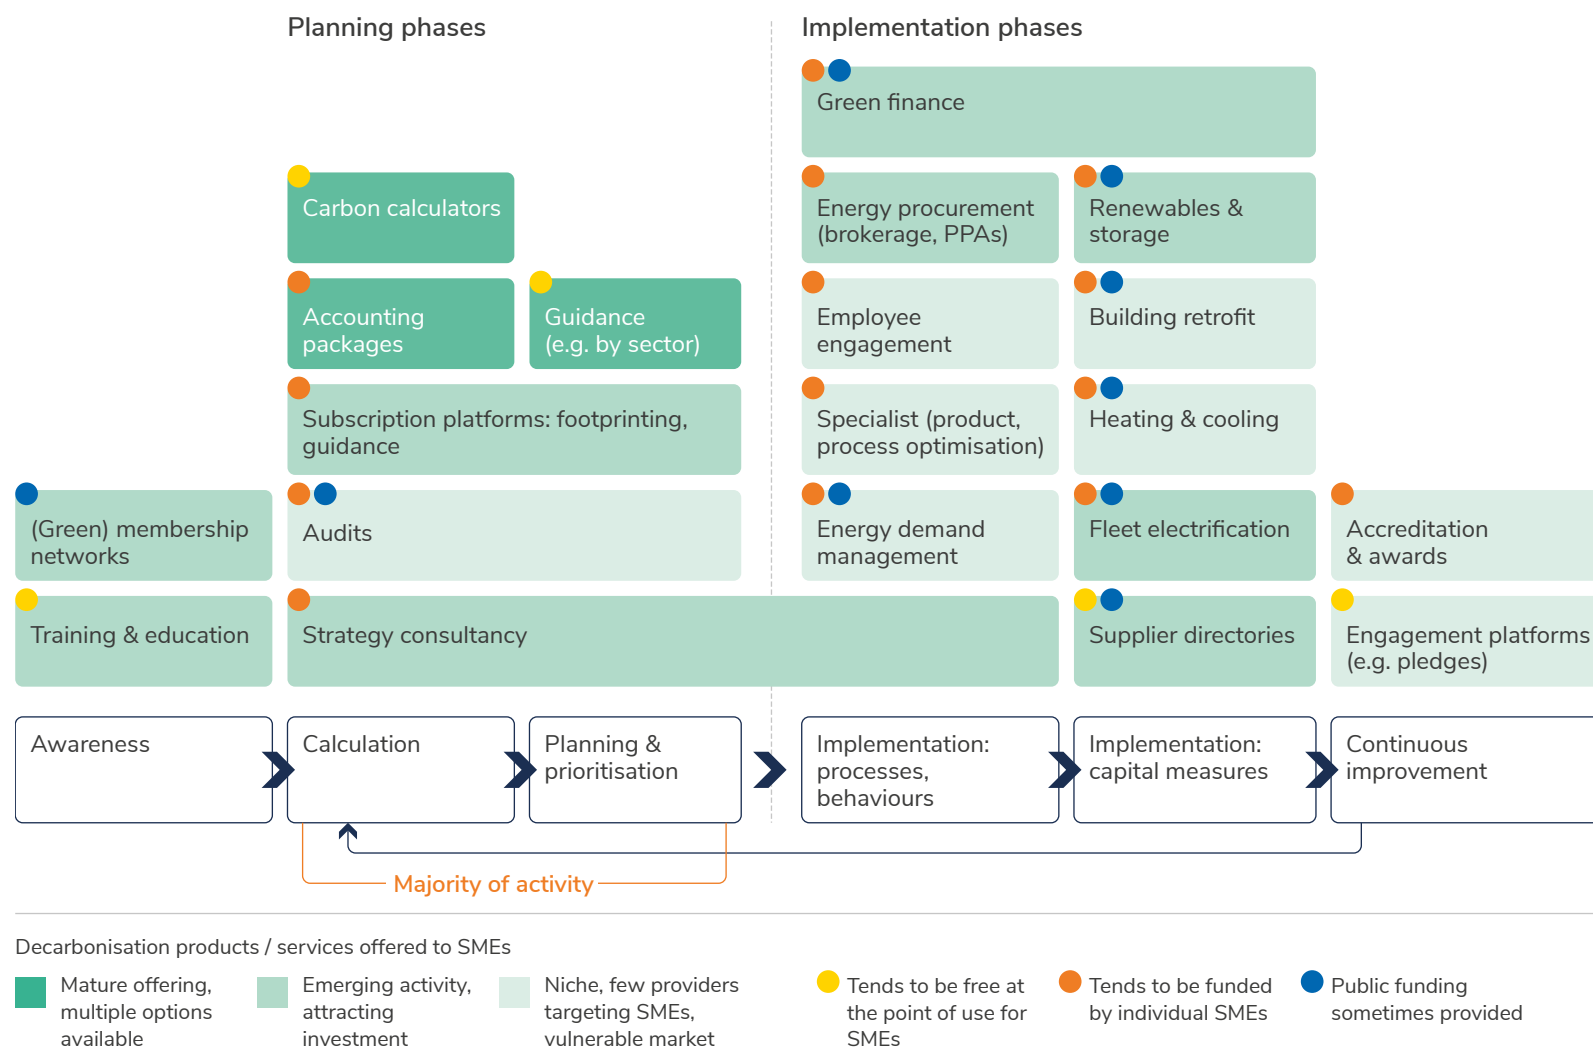 Planning phases
Implementation phases
Green finance
Carbon calculators
Energy procurement
(brokerage, PPAs)
Renewables &
storage
Accounting
packages
Guidance
(e.g. by sector)
Employee
engagement
Building retrofit
Subscription platforms: footprinting,
guidance
Specialist (product,
process optimisation)
Heating & cooling
(Green) membership
networks
Audits
Energy demand
management
Fleet electrification
Accreditation
& awards
Training & education
Strategy consultancy
Supplier directories
Engagement platforms
(e.g. pledges)
Awareness
Calculation
Planning &
prioritisation
Implementation:
processes,
behaviours
Implementation:
capital measures
Continuous
improvement
Majority of activity
Decarbonisation products / services offered to SMEs
Mature offering,
multiple options
available
Emerging activity,
attracting
investment
Niche, few providers
targeting SMEs,
vulnerable market
Tends to be free at
the point of use for
SMEs
Tends to be funded
by individual SMEs
Public funding
sometimes provided